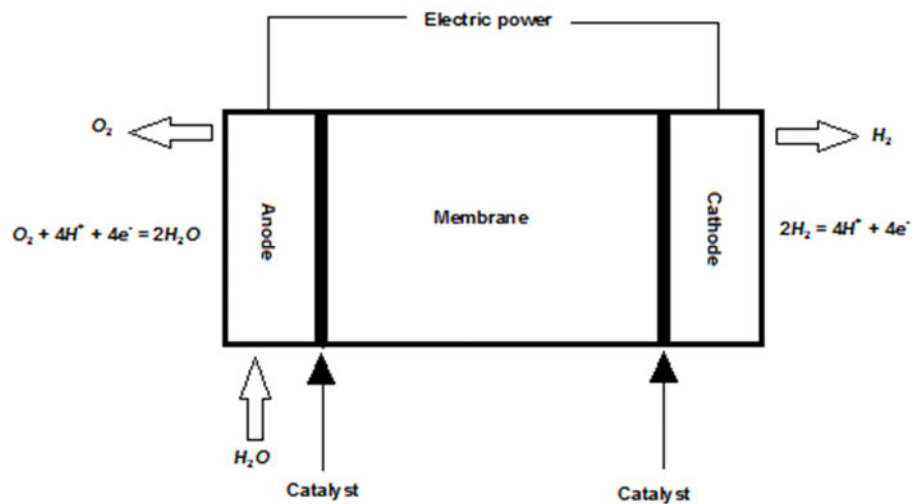 Electric power
O₂
H₂
Anode
Membrane
Cathode
O₂ + 4H⁺ + 4e⁻ = 2H₂O
2H₂ = 4H⁺ + 4e⁻
H₂O
Catalyst
Catalyst